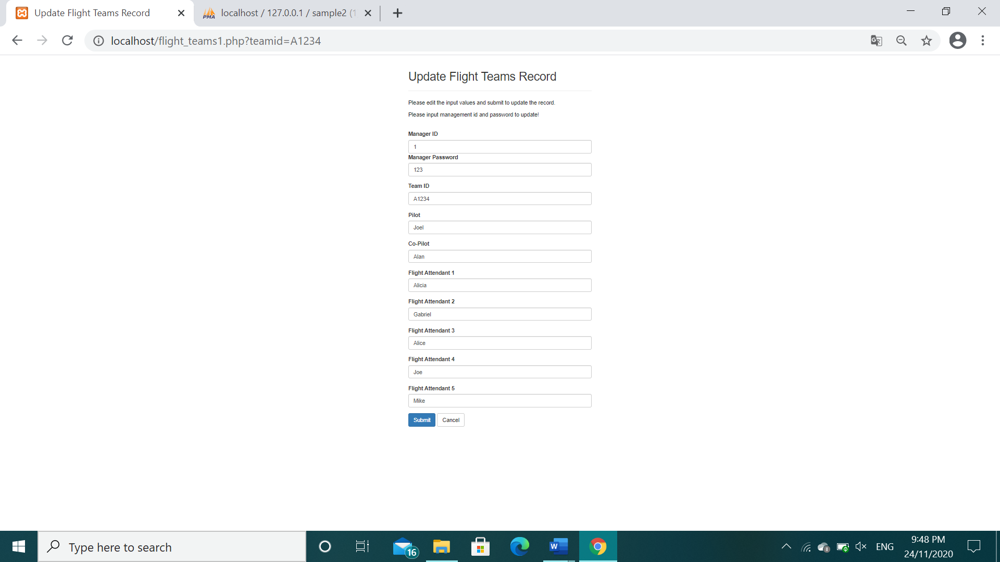 Update Flight Teams Record
PMA localhost / 127.0.0.1 / sample2 (1
localhost/flight_teams1.php?teamid=A1234
Update Flight Teams Record
Please edit the input values and submit to update the record.
Please input management id and password to update!
Manager ID
1
Manager Password
123
Team ID
A1234
Pilot
Joel
Co-Pilot
Alan
Flight Attendant 1
Alicia
Flight Attendant 2
Gabriel
Flight Attendant 3
Alice
Flight Attendant 4
Joe
Flight Attendant 5
Mike
Submit Cancel
Type here to search
16
W
ENG
9:48 PM
24/11/2020